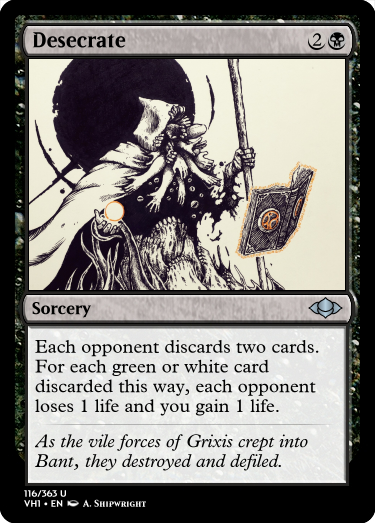 Desecrate 2
Sorcery
Each opponent discards two cards.
For each green or white card
discarded this way, each opponent
loses 1 life and you gain 1 life.
As the vile forces of Grixis crept into
Bant, they destroyed and defiled.
116/363 U
VH1 • EN A. Shipwright